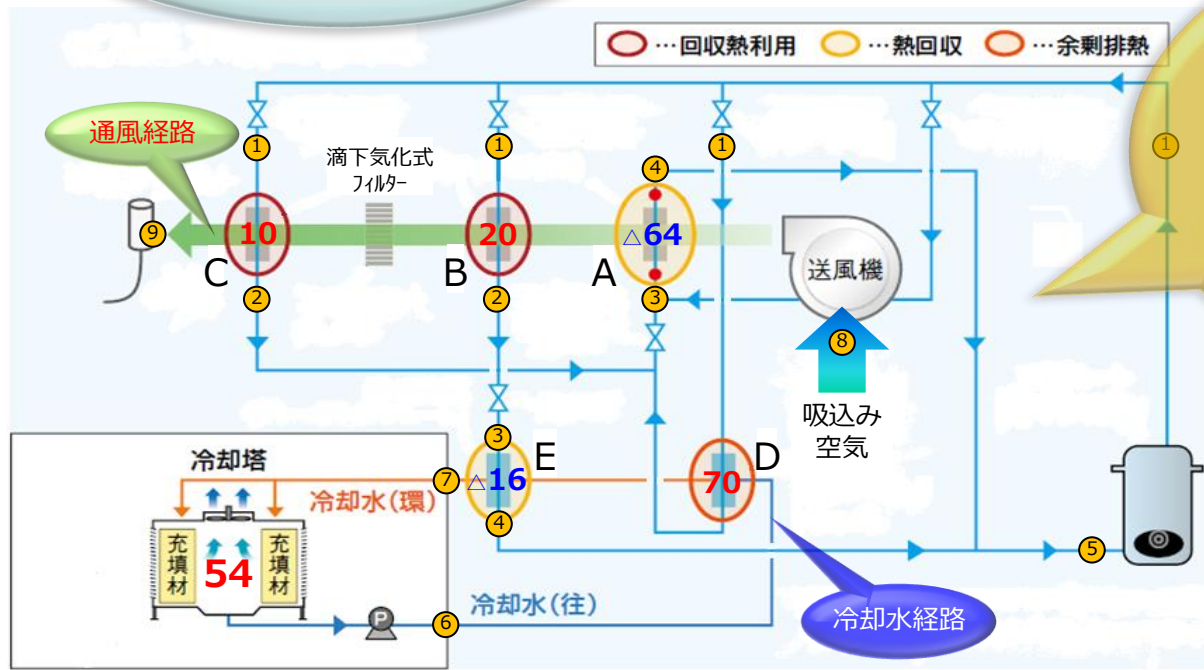 …回収熱利用 …熱回収 …余剰排熱
通風経路
滴下気化式
フィルター
1
1
1
1
4
9
10
20
△64
送風機
C
B
A
2
2
3
8
吸込み
空気
3
E
D
冷却塔
7
△16
70
冷却水(環)
4
5
充填材
54
充填材
冷却水(往)
P
6
冷却水経路